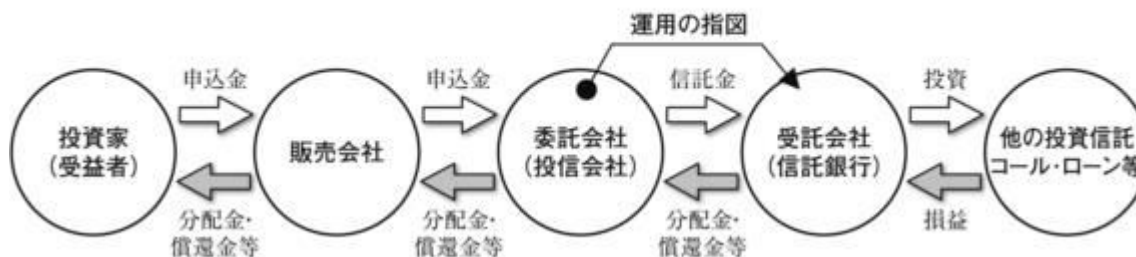 運用の指図
申込金
申込金
信託金
投資
投資家
(受益者)
販売会社
委託会社
(投信会社)
受託会社
(信託銀行)
他の投資信託
コール・ローン等
分配金・
償還金等
分配金・
償還金等
分配金・
償還金等
損益